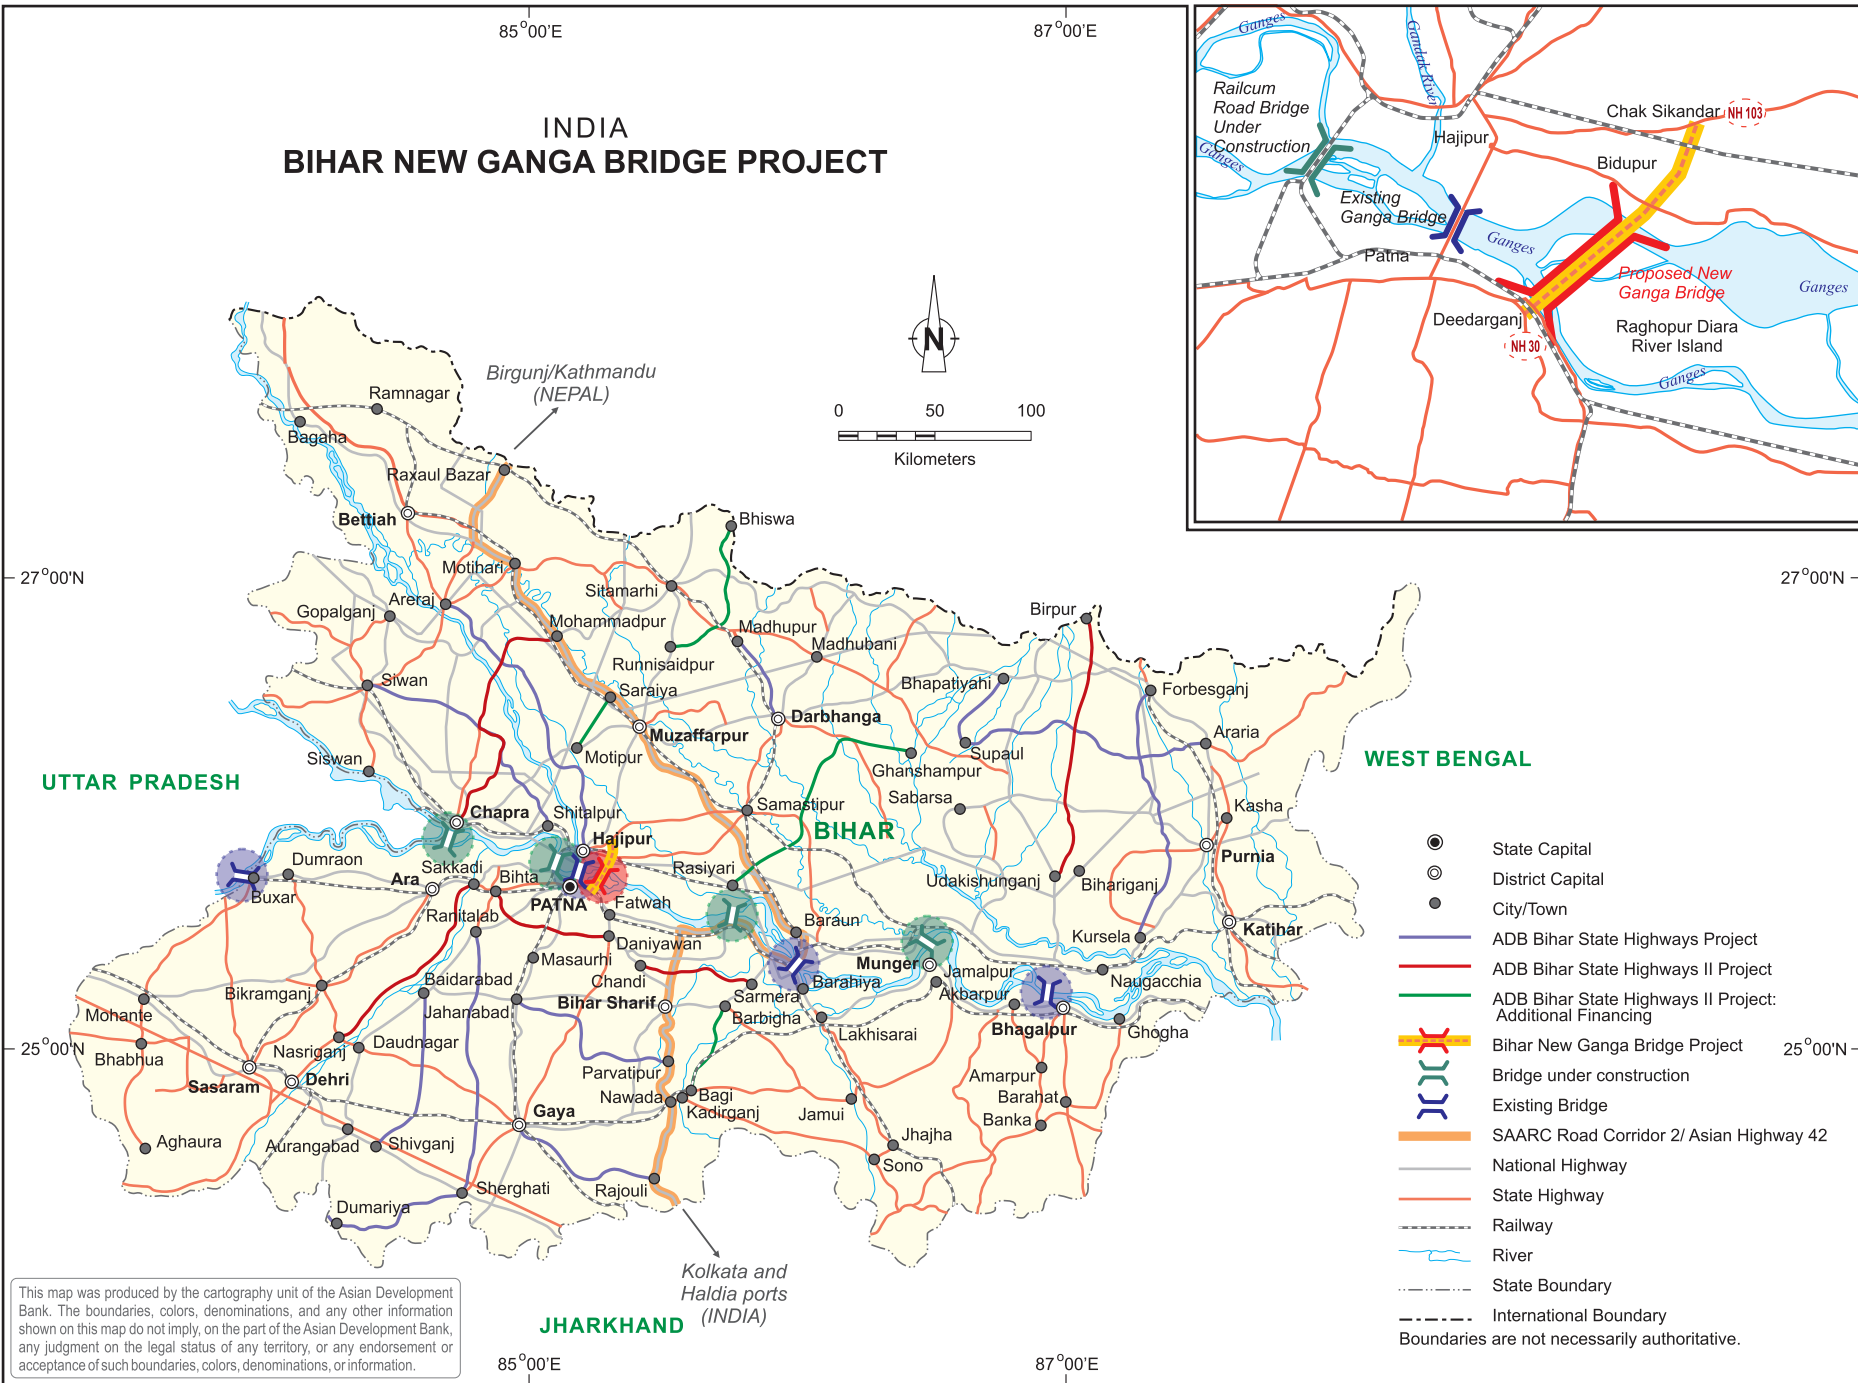 85°00'E
87°00'E
INDIA
BIHAR NEW GANGA BRIDGE PROJECT
Ganges
Gandak River
Railcum
Road Bridge
Under
Construction
Ganges
Chak Sikandar
NH 103
Hajipur
Bidupur
Existing
Ganga Bridge
Ganges
Patna
Proposed New
Ganga Bridge
Ganges
Deedarganj
NH 30
Raghopur Diara
River Island
Ganges
N
0 50 100
Kilometers
Birgunj/Kathmandu
(NEPAL)
Ramnagar
Bagaha
Raxaul Bazar
Bettiah
Bhiswa
27°00'N
27°00'N
Motihari
Sitamarhi
Areraj
Gopalganj
Mohammadpur
Birpur
Madhupur
Madhubani
Runnisaidpur
Siwan
Saraiya
Bhapatiyahi
Forbesganj
Darbhanga
Muzaffarpur
Araria
Siswan
Motipur
Supaul
Ghanshampur
WEST BENGAL
UTTAR PRADESH
Sabarsa
Kasha
Samastipur
Chapra
Shitalpur
BIHAR
Hajipur
Purnia
Dumraon
Sakkadi
Bihta
Rasiyari
Ara
Udakishunganj
Bihariganj
Buxar
PATNA
Fatwah
Ranitalab
Baraun
Katihar
Daniyawan
Kursela
Masaurhi
Chandi
Munger
Jamalpur
Baidarabad
Barahiya
Naugacchia
Bikramganj
Sarmera
Akbarpur
Bihar Sharif
Jahanabad
Barbigha
Mohante
Bhagalpur
Ghogha
Lakhisarai
25°00'N
25°00'N
Bhabhua
Nasriganj
Daudnagar
Parvatipur
Amarpur
Sasaram
Dehri
Nawada
Bagi
Barahat
Kadirganj
Jamui
Banka
Gaya
Aghaura
Aurangabad
Shivganj
Jhajha
Sono
Sherghati
Rajouli
Dumariya
Kolkata and
Haldia ports
(INDIA)
JHARKHAND
State Capital
District Capital
City/Town
ADB Bihar State Highways Project
ADB Bihar State Highways II Project
ADB Bihar State Highways II Project:
Additional Financing
Bihar New Ganga Bridge Project
Bridge under construction
Existing Bridge
SAARC Road Corridor 2/ Asian Highway 42
National Highway
State Highway
Railway
River
State Boundary
International Boundary
Boundaries are not necessarily authoritative.
This map was produced by the cartography unit of the Asian Development
Bank. The boundaries, colors, denominations, and any other information
shown on this map do not imply, on the part of the Asian Development Bank,
any judgment on the legal status of any territory, or any endorsement or
acceptance of such boundaries, colors, denominations, or information.
85°00'E
87°00'E